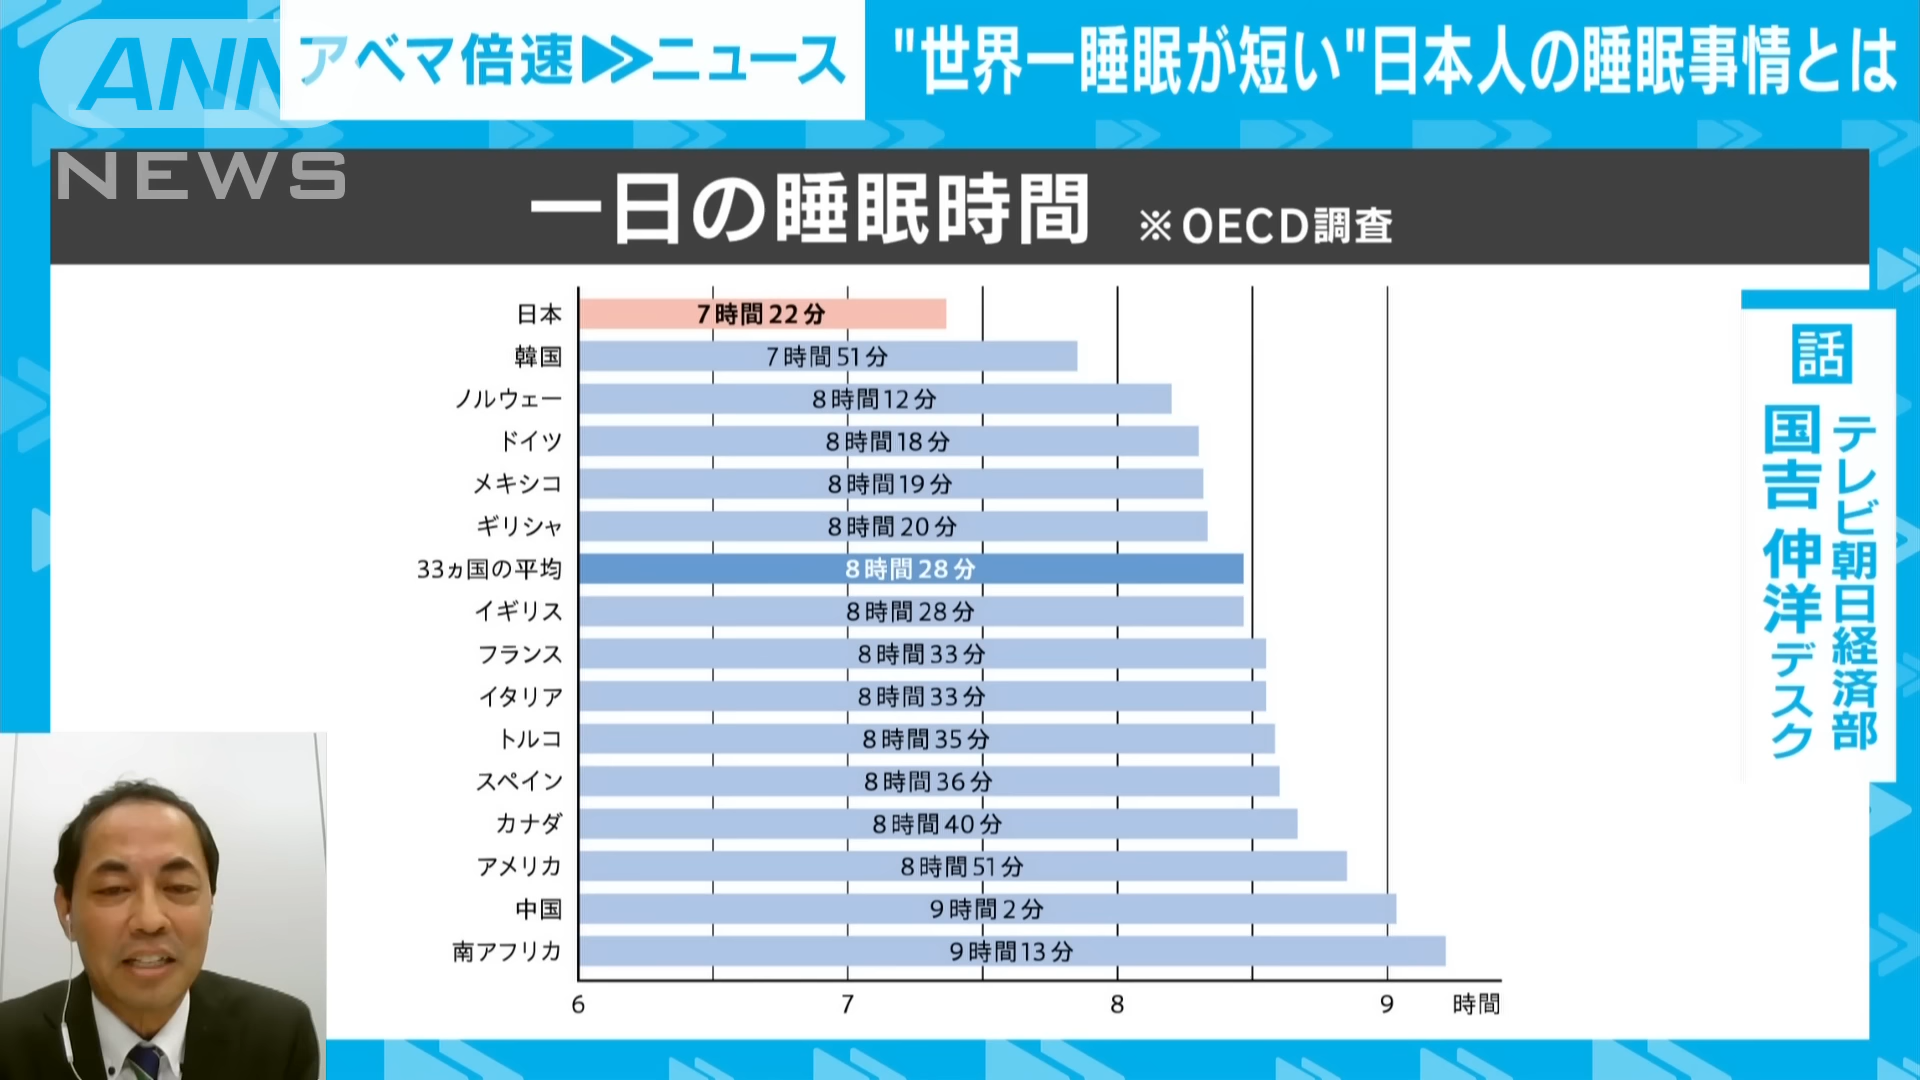 ANN
NEWS
アベマ倍速ニュース
"世界一睡眠が短い"日本人の睡眠事情とは
一日の睡眠時間 ※OECD調査
日本 7時間22分
韓国 7時間51分
ノルウェー 8時間12分
ドイツ 8時間18分
メキシコ 8時間19分
ギリシャ 8時間20分
33ヵ国の平均 8時間28分
イギリス 8時間28分
フランス 8時間33分
イタリア 8時間33分
トルコ 8時間35分
スペイン 8時間36分
カナダ 8時間40分
アメリカ 8時間51分
中国 9時間2分
南アフリカ 9時間13分
6 7 8 9 時間
話
テレビ朝日経済部
国吉 伸洋デスク